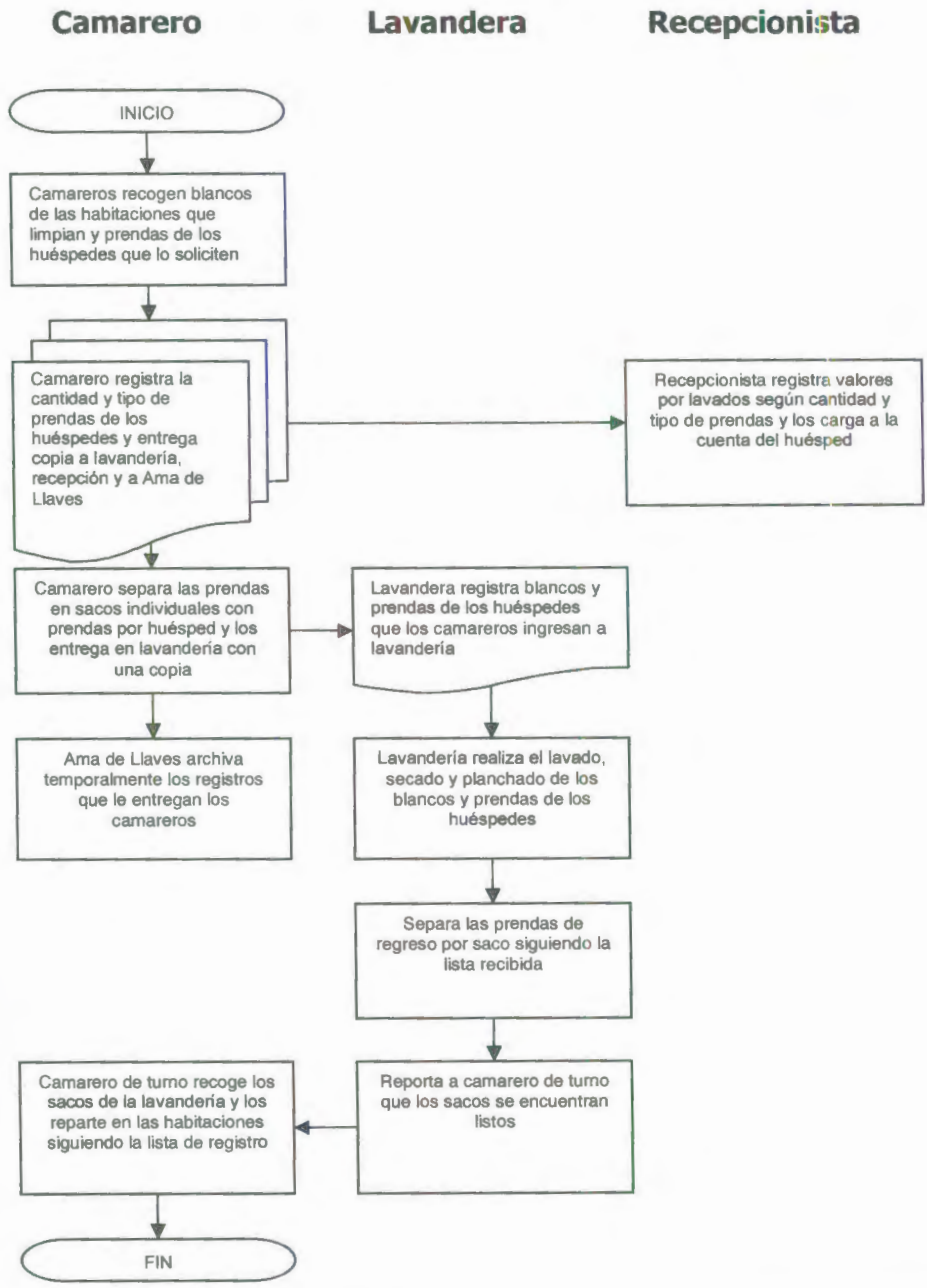 Camarero Lavandera Recepcionista
INICIO
Camareros recogen blancos
de las habitaciones que
limpian y prendas de los
huéspedes que lo soliciten
Camarero registra la
cantidad y tipo de
prendas de los
huéspedes y entrega
copia a lavandería,
recepción y a Ama de
Llaves
Recepcionista registra valores
por lavados según cantidad y
tipo de prendas y los carga a la
cuenta del huésped
Camarero separa las prendas
en sacos individuales con
prendas por huésped y los
entrega en lavandería con
una copia
Lavandera registra blancos y
prendas de los huéspedes
que los camareros ingresan a
lavandería
Ama de Llaves archiva
temporalmente los registros
que le entregan los
camareros
Lavandería realiza el lavado,
secado y planchado de los
blancos y prendas de los
huéspedes
Separa las prendas de
regreso por saco siguiendo la
lista recibida
Reporta a camarero de turno
que los sacos se encuentran
listos
Camarero de turno recoge los
sacos de la lavandería y los
reparte en las habitaciones
siguiendo la lista de registro
FIN